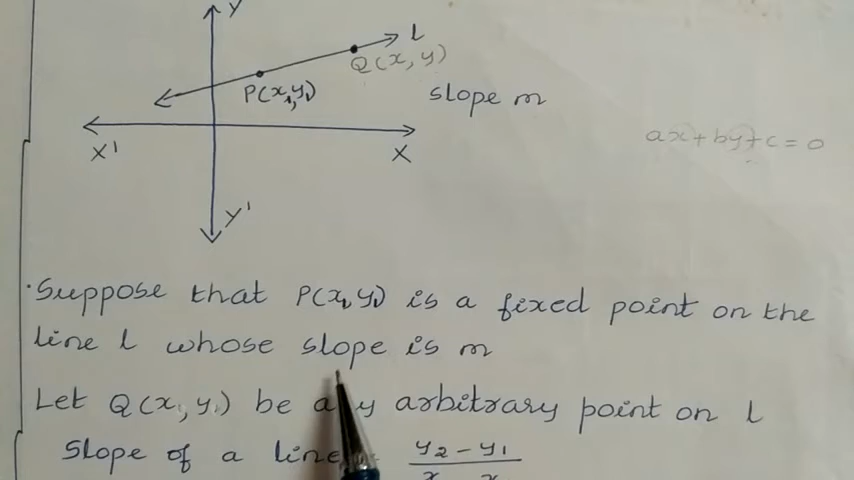 Y
l
Q(x, y)
P(x₁, y₁)
slope m
ax + by + c = 0
X'
X
Y'
Suppose that P(x₁, y₁) is a fixed point on the
line l whose slope is m
Let Q(x, y) be any arbitrary point on l
Slope of a line y₂ - y₁